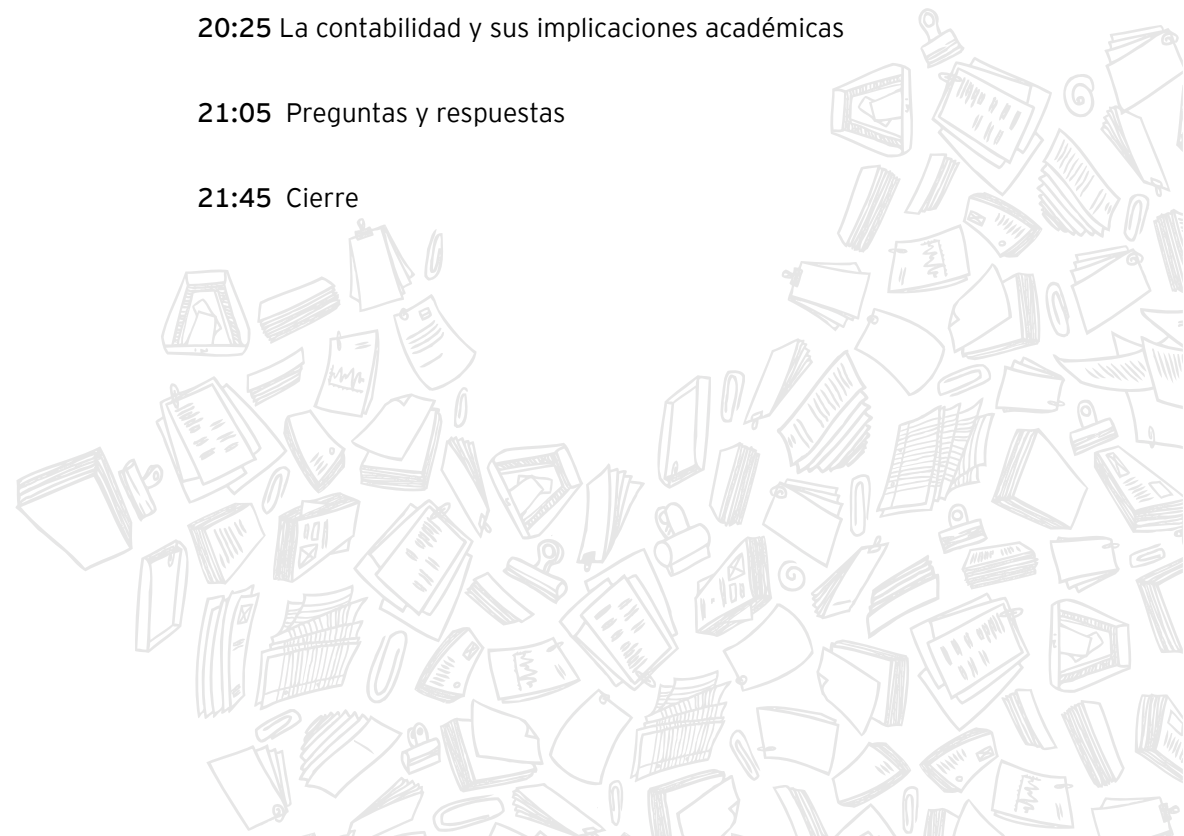 20:25 La contabilidad y sus implicaciones académicas
21:05 Preguntas y respuestas
21:45 Cierre